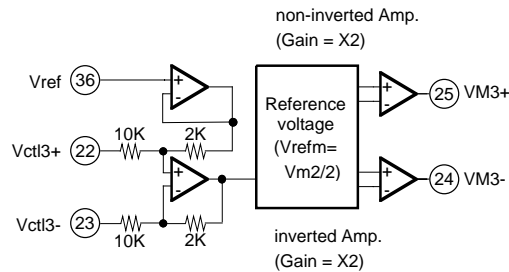 non-inverted Amp.
(Gain = X2)
Vref 36
+
-
Reference
voltage
(Vrefm=
Vm2/2)
+
-
25 VM3+
10K
2K
Vctl3+ 22
+
-
+
-
24 VM3-
Vctl3- 23
10K
2K
inverted Amp.
(Gain = X2)